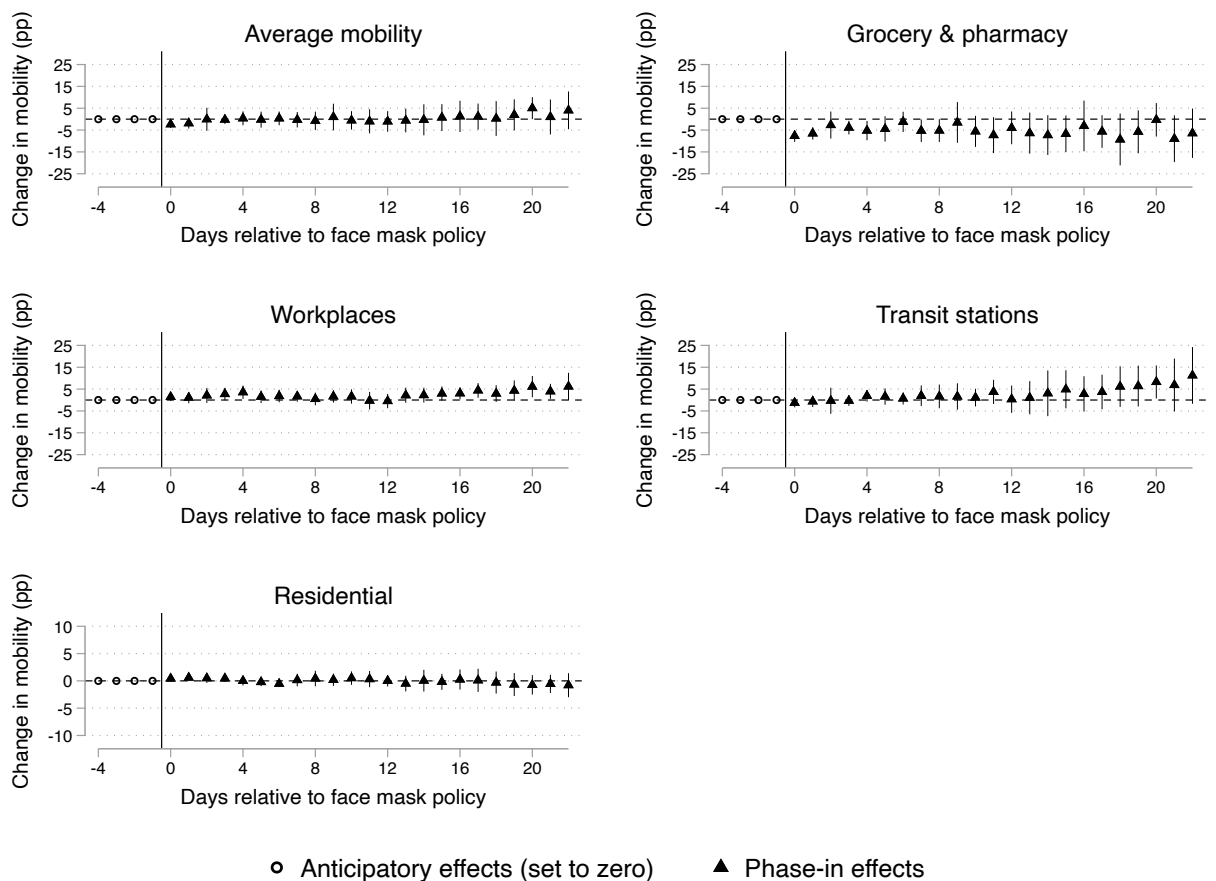 Average mobility
Change in mobility (pp)
25
15
5
-5
-15
-25
-4 0 4 8 12 16 20
Days relative to face mask policy
Grocery & pharmacy
Change in mobility (pp)
25
15
5
-5
-15
-25
-4 0 4 8 12 16 20
Days relative to face mask policy
Workplaces
Change in mobility (pp)
25
15
5
-5
-15
-25
-4 0 4 8 12 16 20
Days relative to face mask policy
Transit stations
Change in mobility (pp)
25
15
5
-5
-15
-25
-4 0 4 8 12 16 20
Days relative to face mask policy
Residential
Change in mobility (pp)
10
5
0
-5
-10
-4 0 4 8 12 16 20
Days relative to face mask policy
Anticipatory effects (set to zero) Phase-in effects